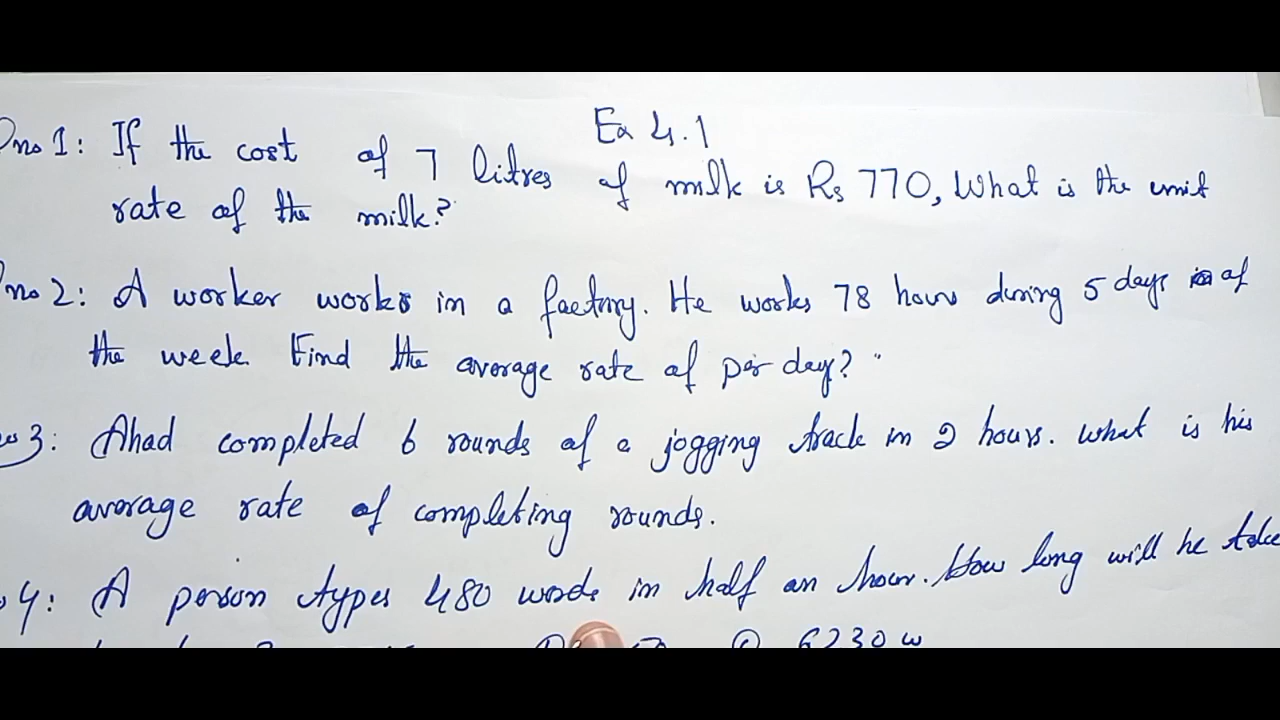 Ex 4.1
Qno 1: If the cost of 7 litres of milk is Rs 770, What is the unit
rate of the milk?
Qno 2: A worker works in a factory. He works 78 hours during 5 days of
the week. Find the average rate of per day?
3: Ahad completed 6 rounds of a jogging track in 2 hours. What is his
average rate of completing rounds.
4: A person types 480 words in half an hour. How long will he take
6230 w